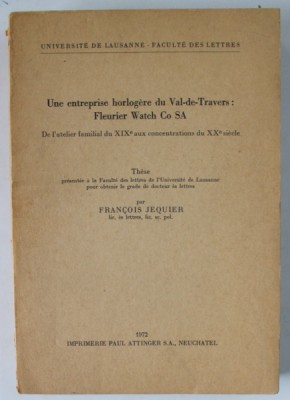 UNIVERSITÉ DE LAUSANNE - FACULTÉ DES LETTRES
Une entreprise horlogère du Val-de-Travers :
Fleurier Watch Co SA
De l'atelier familial du XIXe aux concentrations du XXe siècle
Thèse
présentée à la Faculté des lettres de l'Université de Lausanne
pour obtenir le grade de docteur ès lettres
par
FRANÇOIS JEQUIER
lic. ès lettres, lic. sc. pol.
1972
IMPRIMERIE PAUL ATTINGER S.A., NEUCHATEL